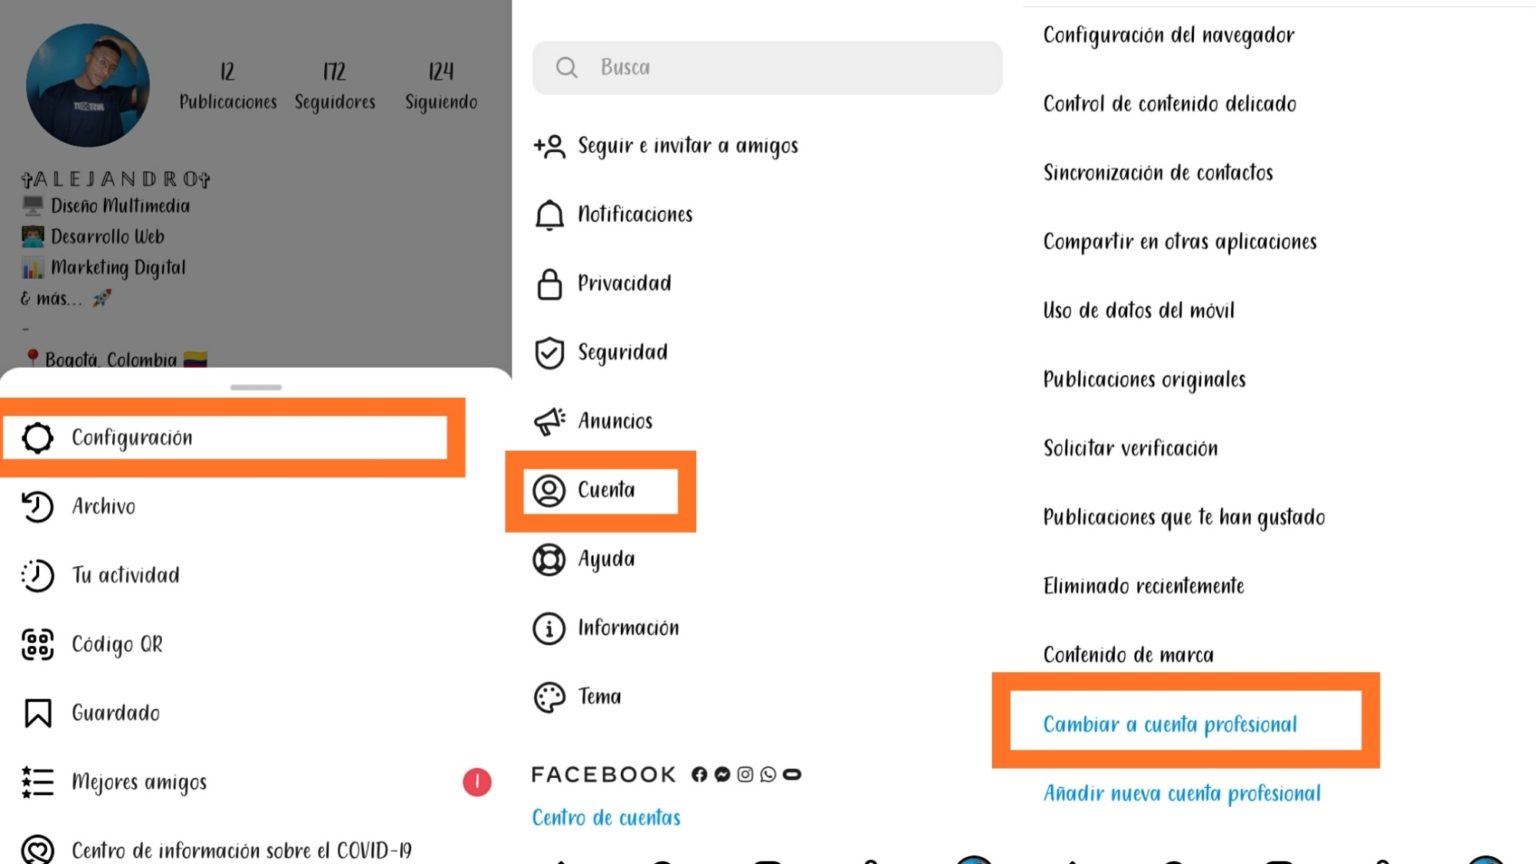 12
172
124
Publicaciones
Seguidores
Siguiendo
✞𝔸 𝕃 𝔼 𝕁 𝔸 ℕ 𝔻 ℝ 𝕆✞
🖥️ Diseño Multimedia
👨🏽‍💻 Desarrollo Web
📊 Marketing Digital
& más... 🚀
-
📍Bogotá, Colombia 🇨🇴
Configuración
Archivo
Tu actividad
Código QR
Guardado
Mejores amigos
1
Centro de información sobre el COVID-19
Busca
Seguir e invitar a amigos
Notificaciones
Privacidad
Seguridad
Anuncios
Cuenta
Ayuda
Información
Tema
FACEBOOK
Centro de cuentas
Configuración del navegador
Control de contenido delicado
Sincronización de contactos
Compartir en otras aplicaciones
Uso de datos del móvil
Publicaciones originales
Solicitar verificación
Publicaciones que te han gustado
Eliminado recientemente
Contenido de marca
Cambiar a cuenta profesional
Añadir nueva cuenta profesional